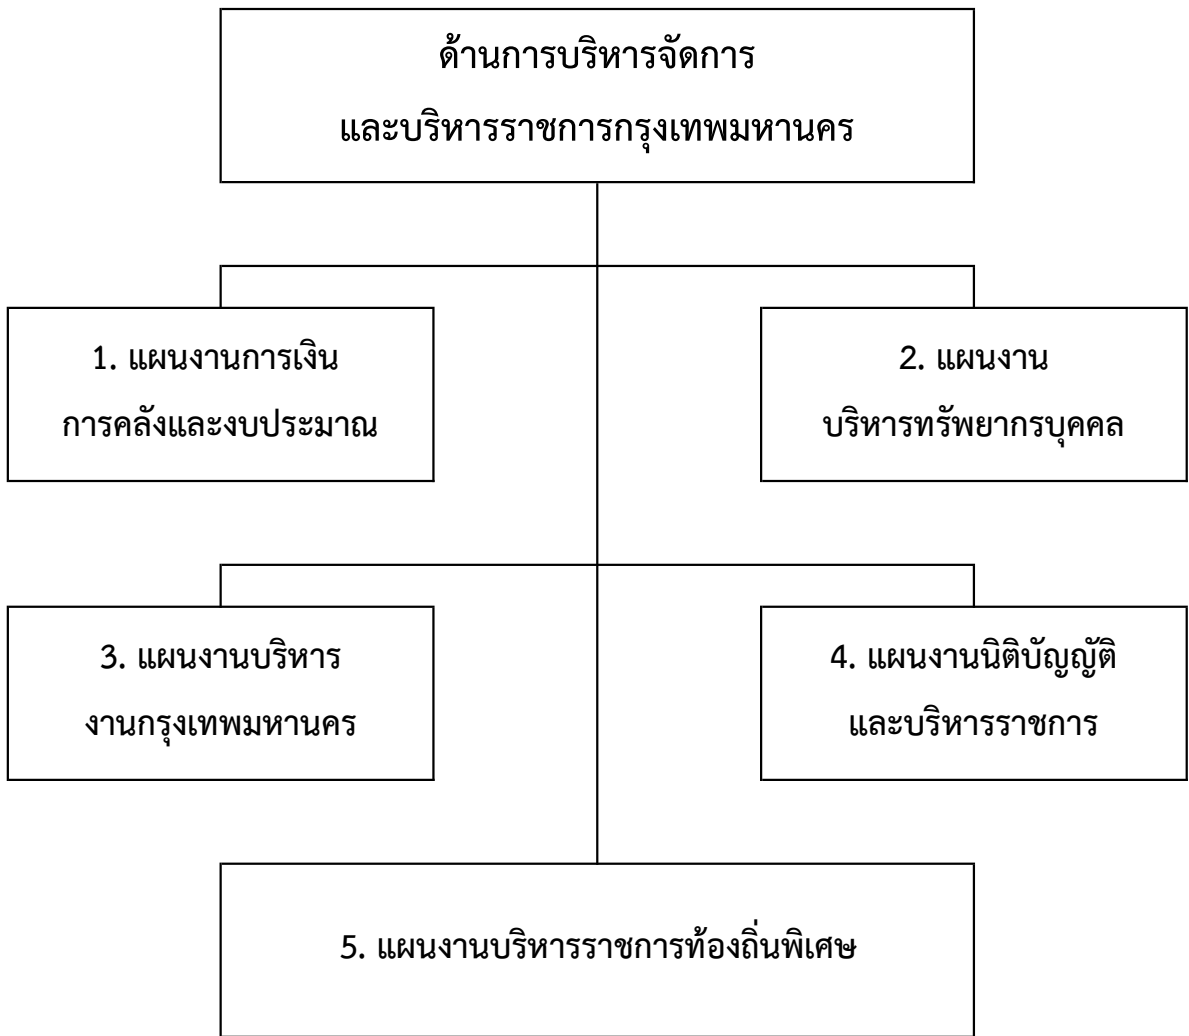 ด้านการบริหารจัดการ
และบริหารราชการกรุงเทพมหานคร
1. แผนงานการเงิน
การคลังและงบประมาณ
2. แผนงาน
บริหารทรัพยากรบุคคล
3. แผนงานบริหาร
งานกรุงเทพมหานคร
4. แผนงานนิติบัญญัติ
และบริหารราชการ
5. แผนงานบริหารราชการท้องถิ่นพิเศษ